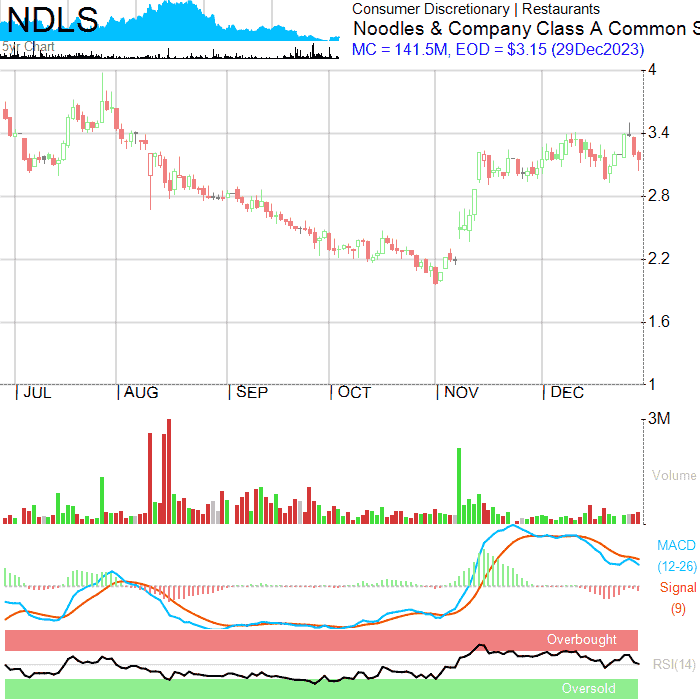 NDLS
5yr Chart
Consumer Discretionary | Restaurants
Noodles & Company Class A Common S
MC = 141.5M, EOD = $3.15 (29Dec2023)
4
3.4
2.8
2.2
1.6
1
JUL AUG SEP OCT NOV DEC
3M
Volume
MACD
(12-26)
Signal
(9)
Overbought
RSI(14)
Oversold